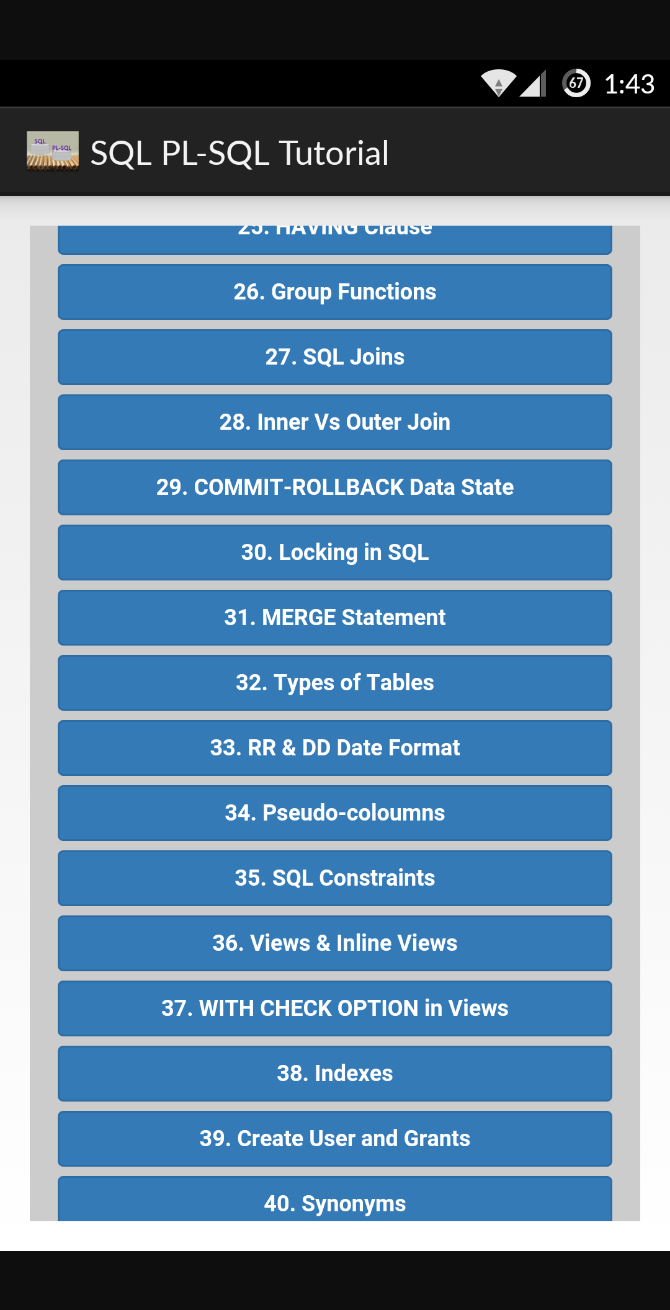 67 1:43
SQL
PL-SQL
SQL PL-SQL Tutorial
25. HAVING Clause
26. Group Functions
27. SQL Joins
28. Inner Vs Outer Join
29. COMMIT-ROLLBACK Data State
30. Locking in SQL
31. MERGE Statement
32. Types of Tables
33. RR & DD Date Format
34. Pseudo-coloumns
35. SQL Constraints
36. Views & Inline Views
37. WITH CHECK OPTION in Views
38. Indexes
39. Create User and Grants
40. Synonyms